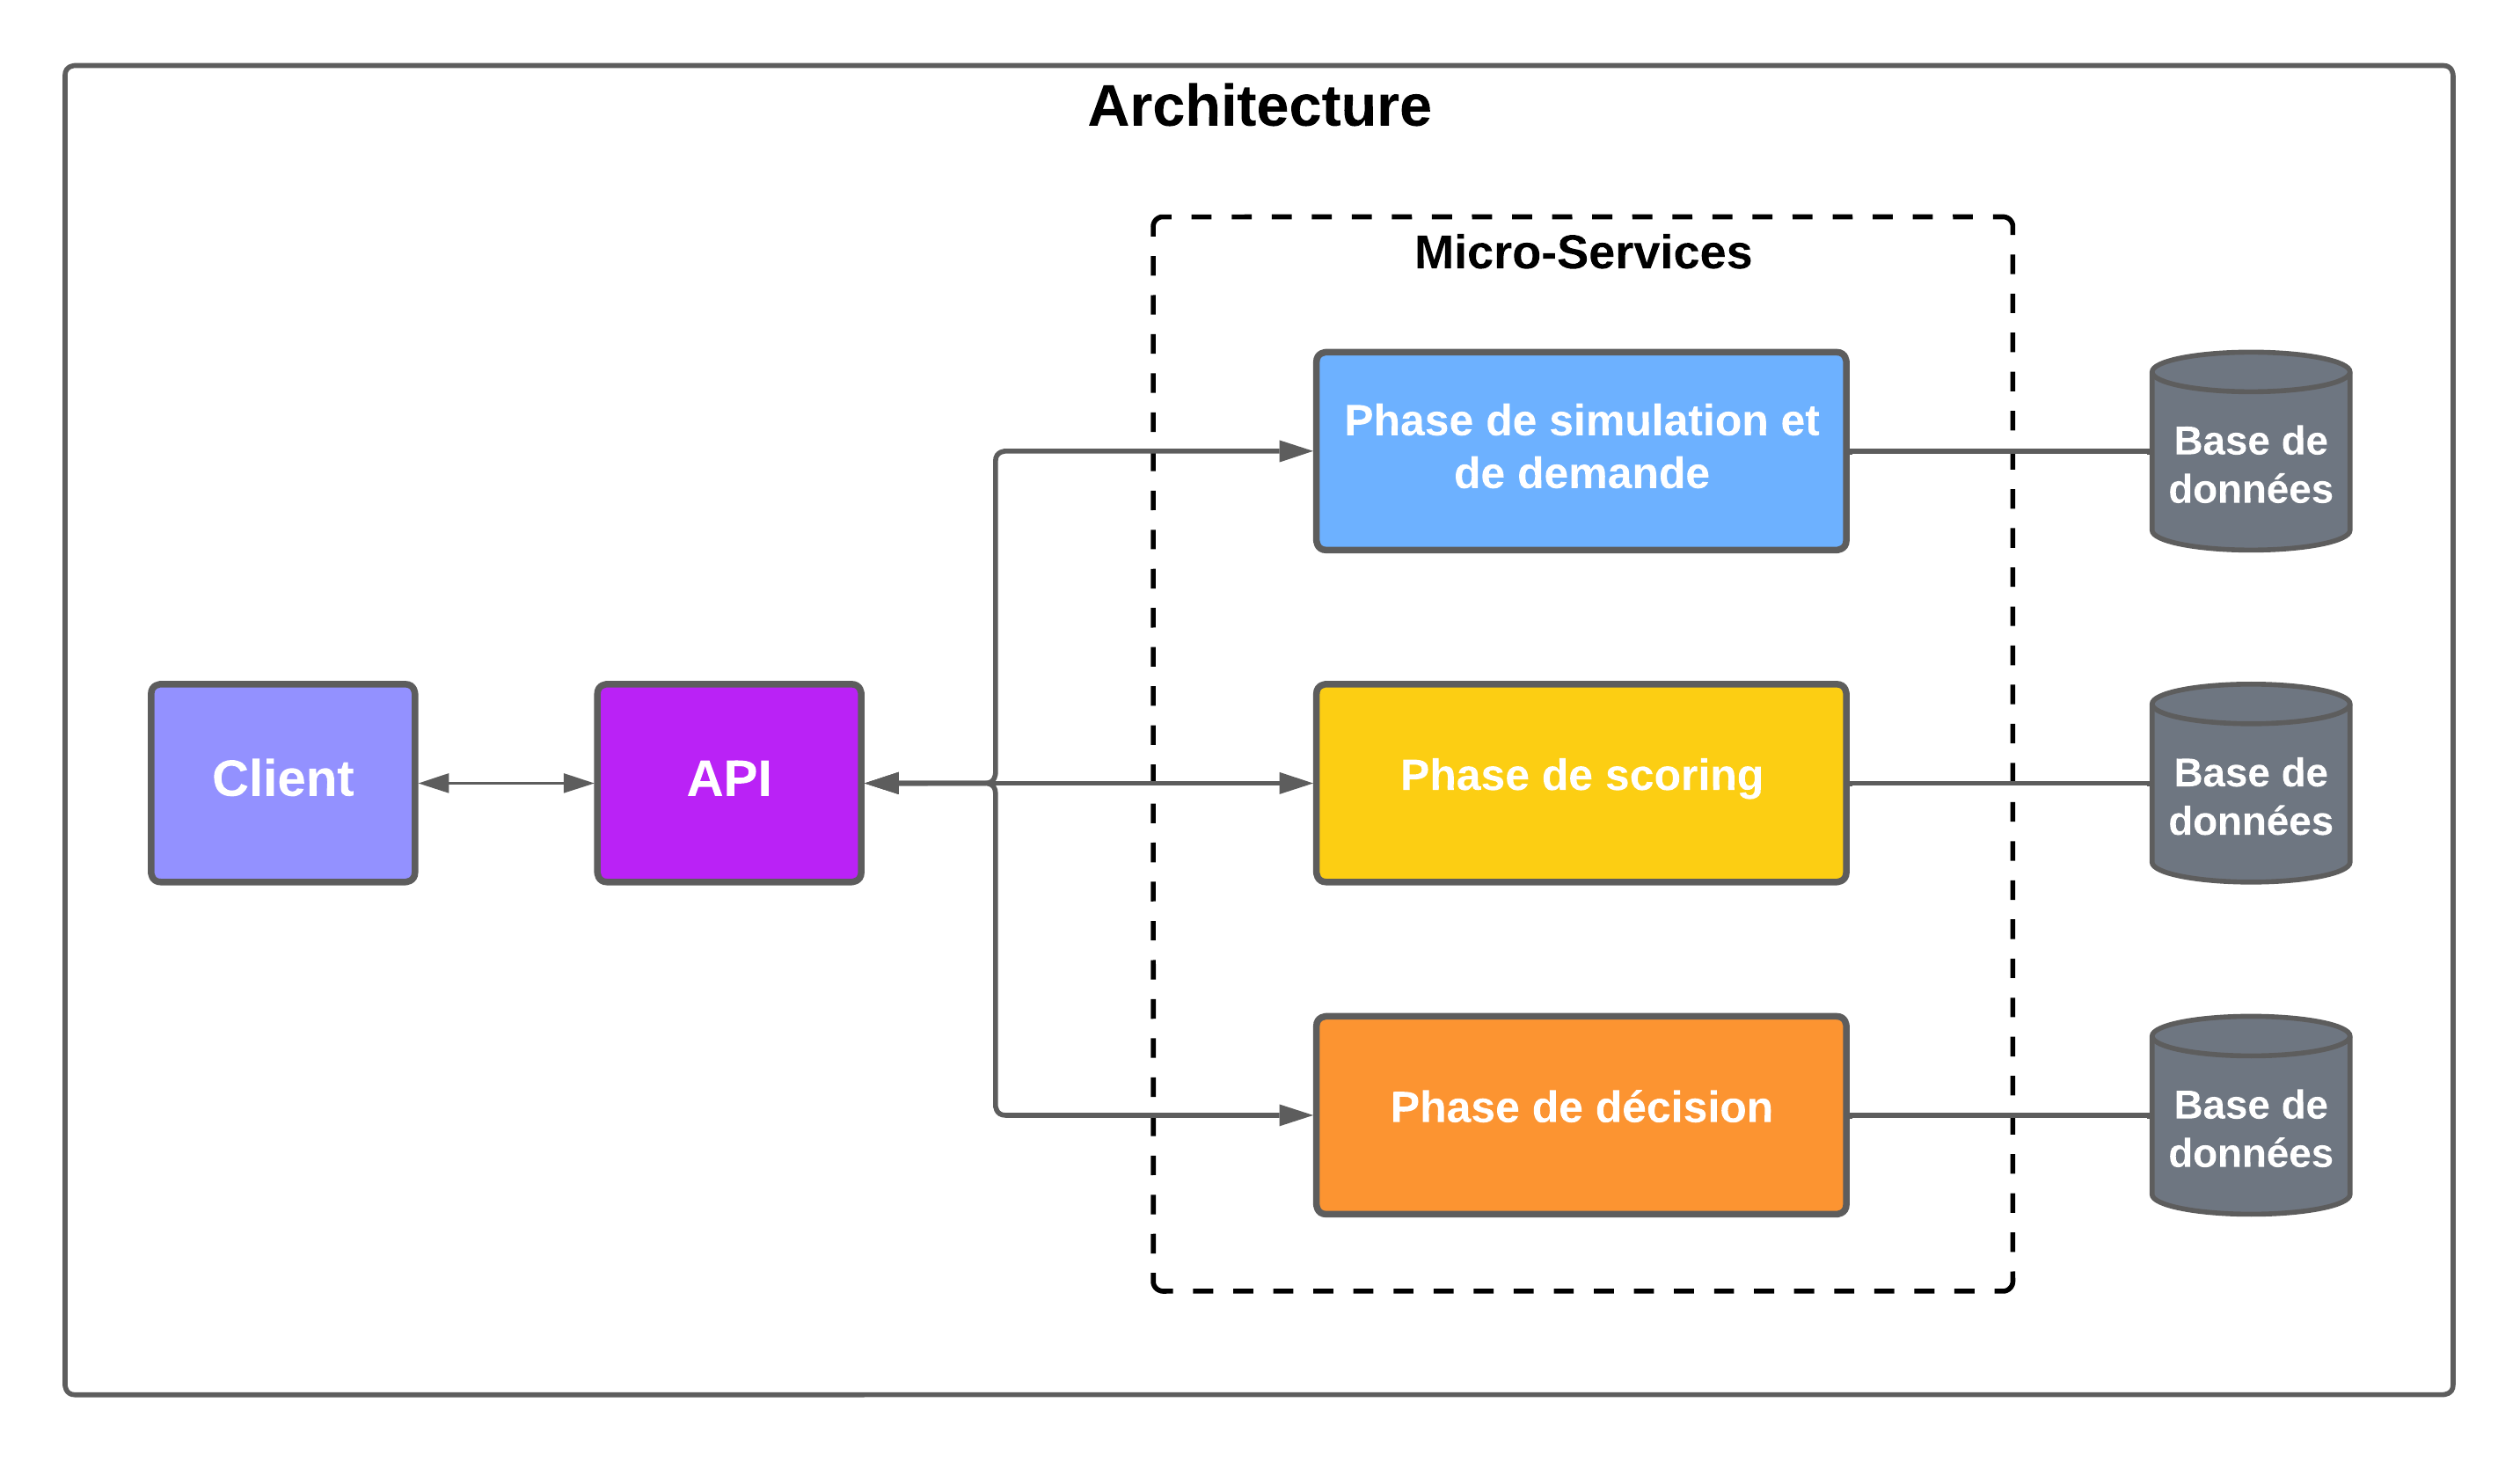 Architecture
Micro-Services
Phase de simulation et
de demande
Base de
données
Client
API
Phase de scoring
Base de
données
Phase de décision
Base de
données